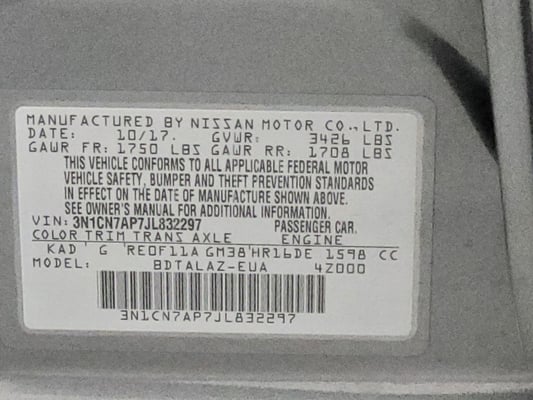 MANUFACTURED BY NISSAN MOTOR CO., LTD.
DATE: 10/17. GVWR: 3426 LBS
GAWR FR: 1750 LBS GAWR RR: 1708 LBS
THIS VEHICLE CONFORMS TO ALL APPLICABLE FEDERAL MOTOR
VEHICLE SAFETY, BUMPER AND THEFT PREVENTION STANDARDS
IN EFFECT ON THE DATE OF MANUFACTURE SHOWN ABOVE.
SEE OWNER'S MANUAL FOR ADDITIONAL INFORMATION.
VIN: 3N1CN7AP7JL832297 PASSENGER CAR.
COLOR TRIM TRANS AXLE ENGINE
KAD ' G 'RE0F11A GM38'HR16DE 1598 CC
MODEL: BDTALAZ-EUA 4Z000
3N1CN7AP7JL832297